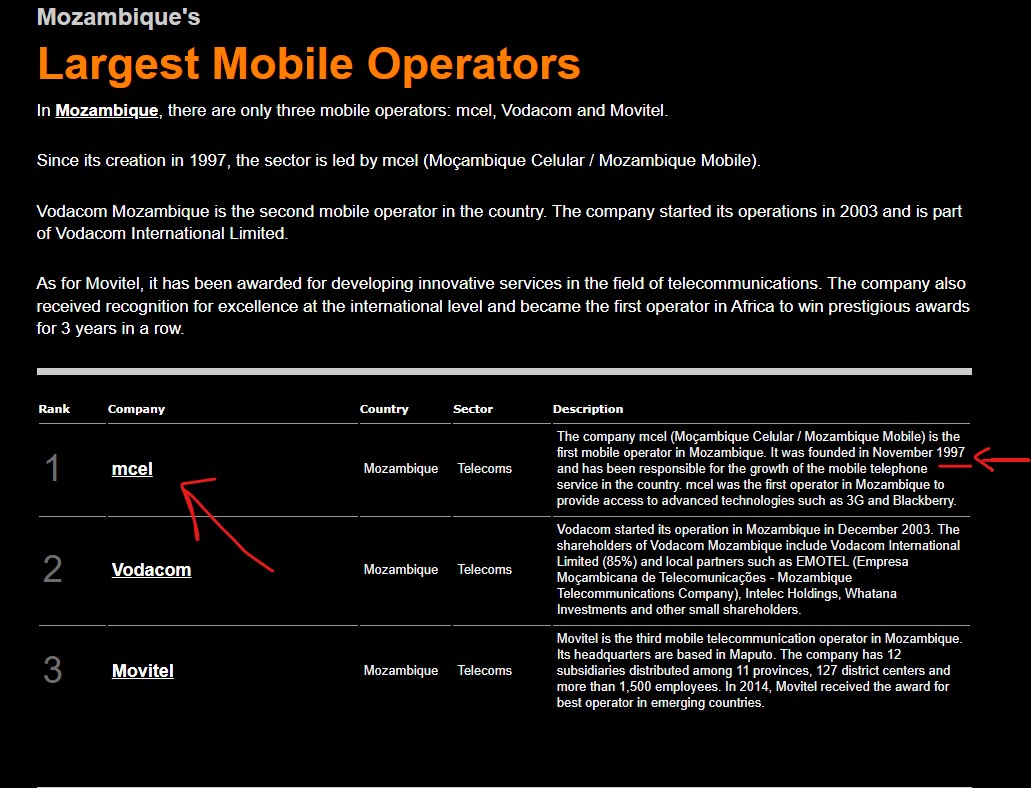 Mozambique's
Largest Mobile Operators
In Mozambique, there are only three mobile operators: mcel, Vodacom and Movitel.
Since its creation in 1997, the sector is led by mcel (Moçambique Celular / Mozambique Mobile).
Vodacom Mozambique is the second mobile operator in the country. The company started its operations in 2003 and is part
of Vodacom International Limited.
As for Movitel, it has been awarded for developing innovative services in the field of telecommunications. The company also
received recognition for excellence at the international level and became the first operator in Africa to win prestigious awards
for 3 years in a row.
Rank Company Country Sector Description
1 mcel Mozambique Telecoms
The company mcel (Moçambique Celular / Mozambique Mobile) is the
first mobile operator in Mozambique. It was founded in November 1997
and has been responsible for the growth of the mobile telephone
service in the country. mcel was the first operator in Mozambique to
provide access to advanced technologies such as 3G and Blackberry.
2 Vodacom Mozambique Telecoms
Vodacom started its operation in Mozambique in December 2003. The
shareholders of Vodacom Mozambique include Vodacom International
Limited (85%) and local partners such as EMOTEL (Empresa
Moçambicana de Telecomunicações - Mozambique
Telecommunications Company), Intelec Holdings, Whatana
Investments and other small shareholders.
3 Movitel Mozambique Telecoms
Movitel is the third mobile telecommunication operator in Mozambique.
Its headquarters are based in Maputo. The company has 12
subsidiaries distributed among 11 provinces, 127 district centers and
more than 1,500 employees. In 2014, Movitel received the award for
best operator in emerging countries.